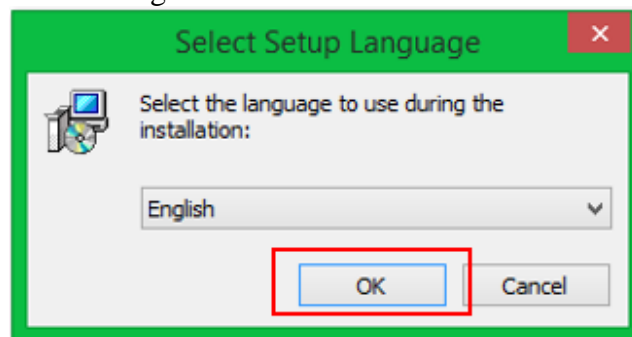 Select Setup Language
Select the language to use during the
installation:
English
OK
Cancel